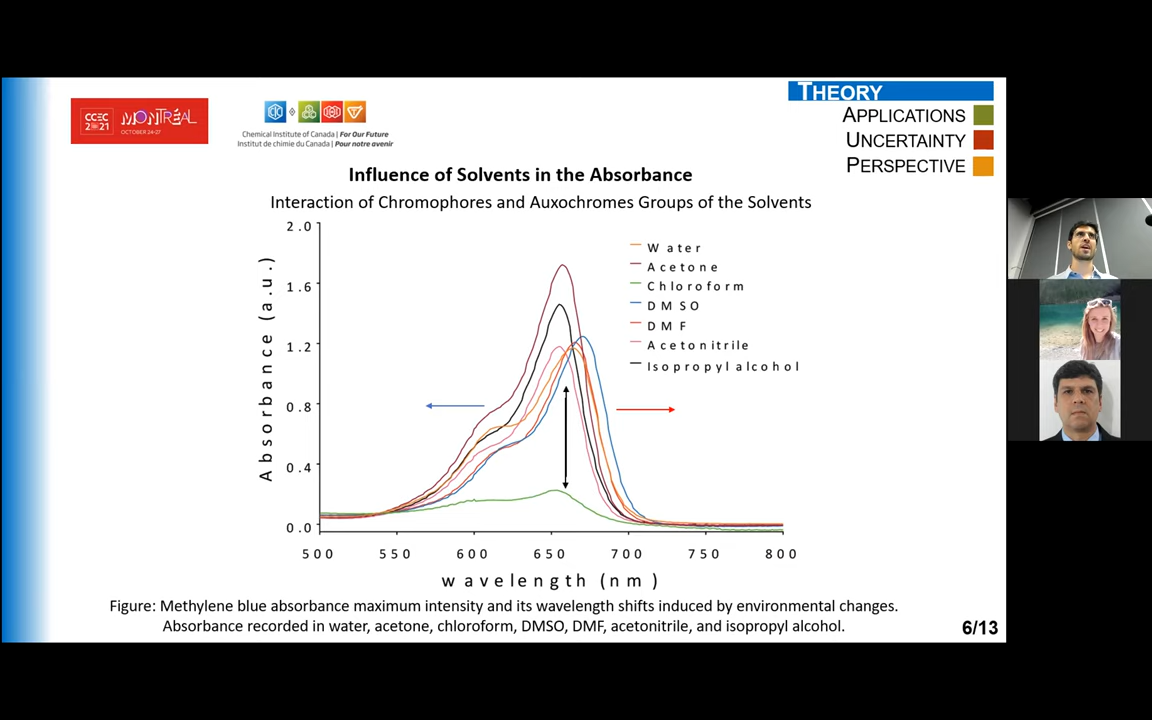 THEORY
APPLICATIONS
UNCERTAINTY
PERSPECTIVE
CCEC
2021
MONTRÉAL
OCTOBER 24-27
Chemical Institute of Canada | For Our Future
Institut de chimie du Canada | Pour notre avenir
Influence of Solvents in the Absorbance
Interaction of Chromophores and Auxochromes Groups of the Solvents
Absorbance (a.u.)
2.0
1.6
1.2
0.8
0.4
0.0
Water
Acetone
Chloroform
DMSO
DMF
Acetonitrile
Isopropyl alcohol
500 550 600 650 700 750 800
wavelength (nm)
Figure: Methylene blue absorbance maximum intensity and its wavelength shifts induced by environmental changes.
Absorbance recorded in water, acetone, chloroform, DMSO, DMF, acetonitrile, and isopropyl alcohol.
6/13